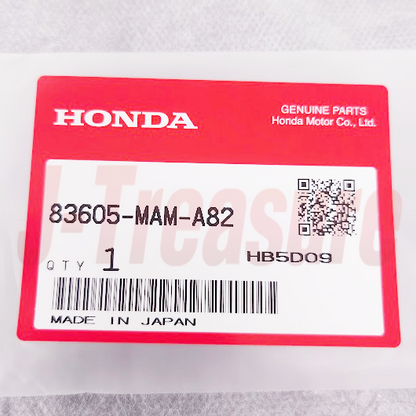 HONDA
GENUINE PARTS
Honda Motor Co., Ltd.
83605-MAM-A82
QTY 1
HB5D09
MADE IN JAPAN
J-Treasure